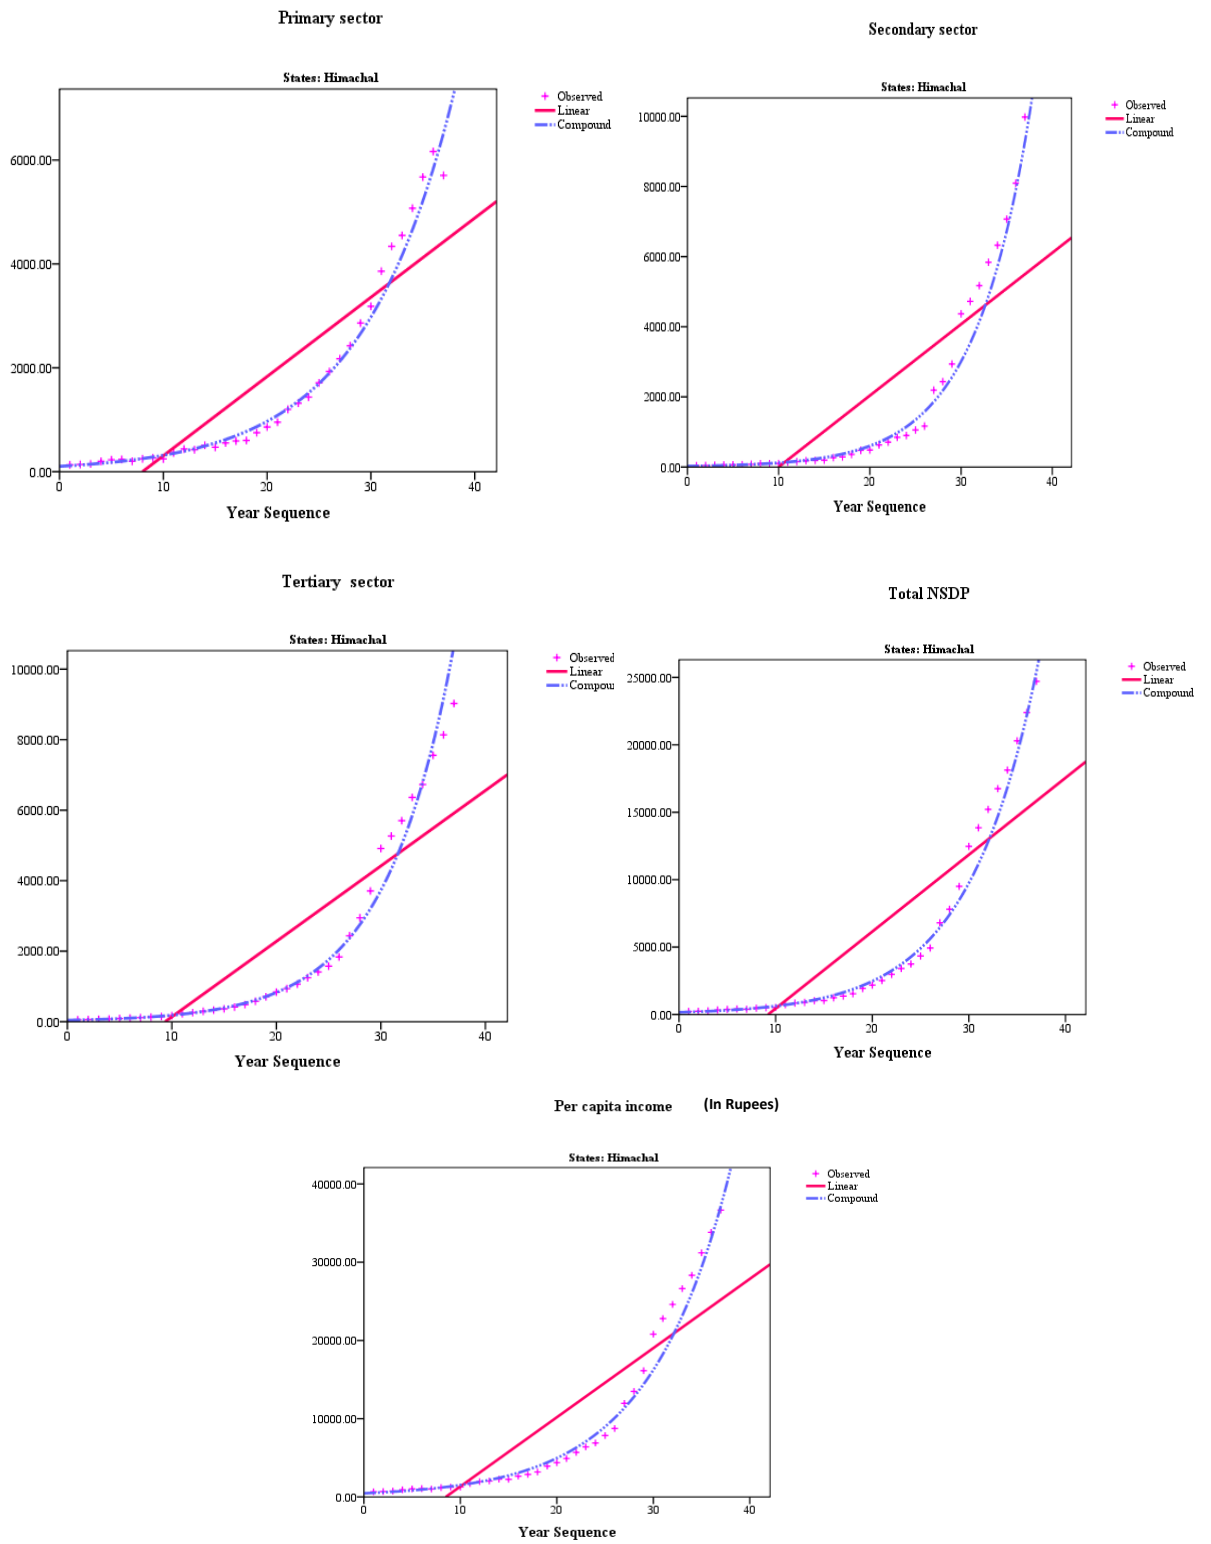 Primary sector
States: Himachal
Observed
Linear
Compound
6000.00
4000.00
2000.00
0.00
0 10 20 30 40
Year Sequence
Secondary sector
States: Himachal
Observed
Linear
Compound
10000.00
8000.00
6000.00
4000.00
2000.00
0.00
0 10 20 30 40
Year Sequence
Tertiary sector
States: Himachal
Observed
Linear
Compou
10000.00
8000.00
6000.00
4000.00
2000.00
0.00
0 10 20 30 40
Year Sequence
Total NSDP
States: Himachal
Observed
Linear
Compound
25000.00
20000.00
15000.00
10000.00
5000.00
0.00
0 10 20 30 40
Year Sequence
Per capita income (In Rupees)
States: Himachal
Observed
Linear
Compound
40000.00
30000.00
20000.00
10000.00
0.00
0 10 20 30 40
Year Sequence